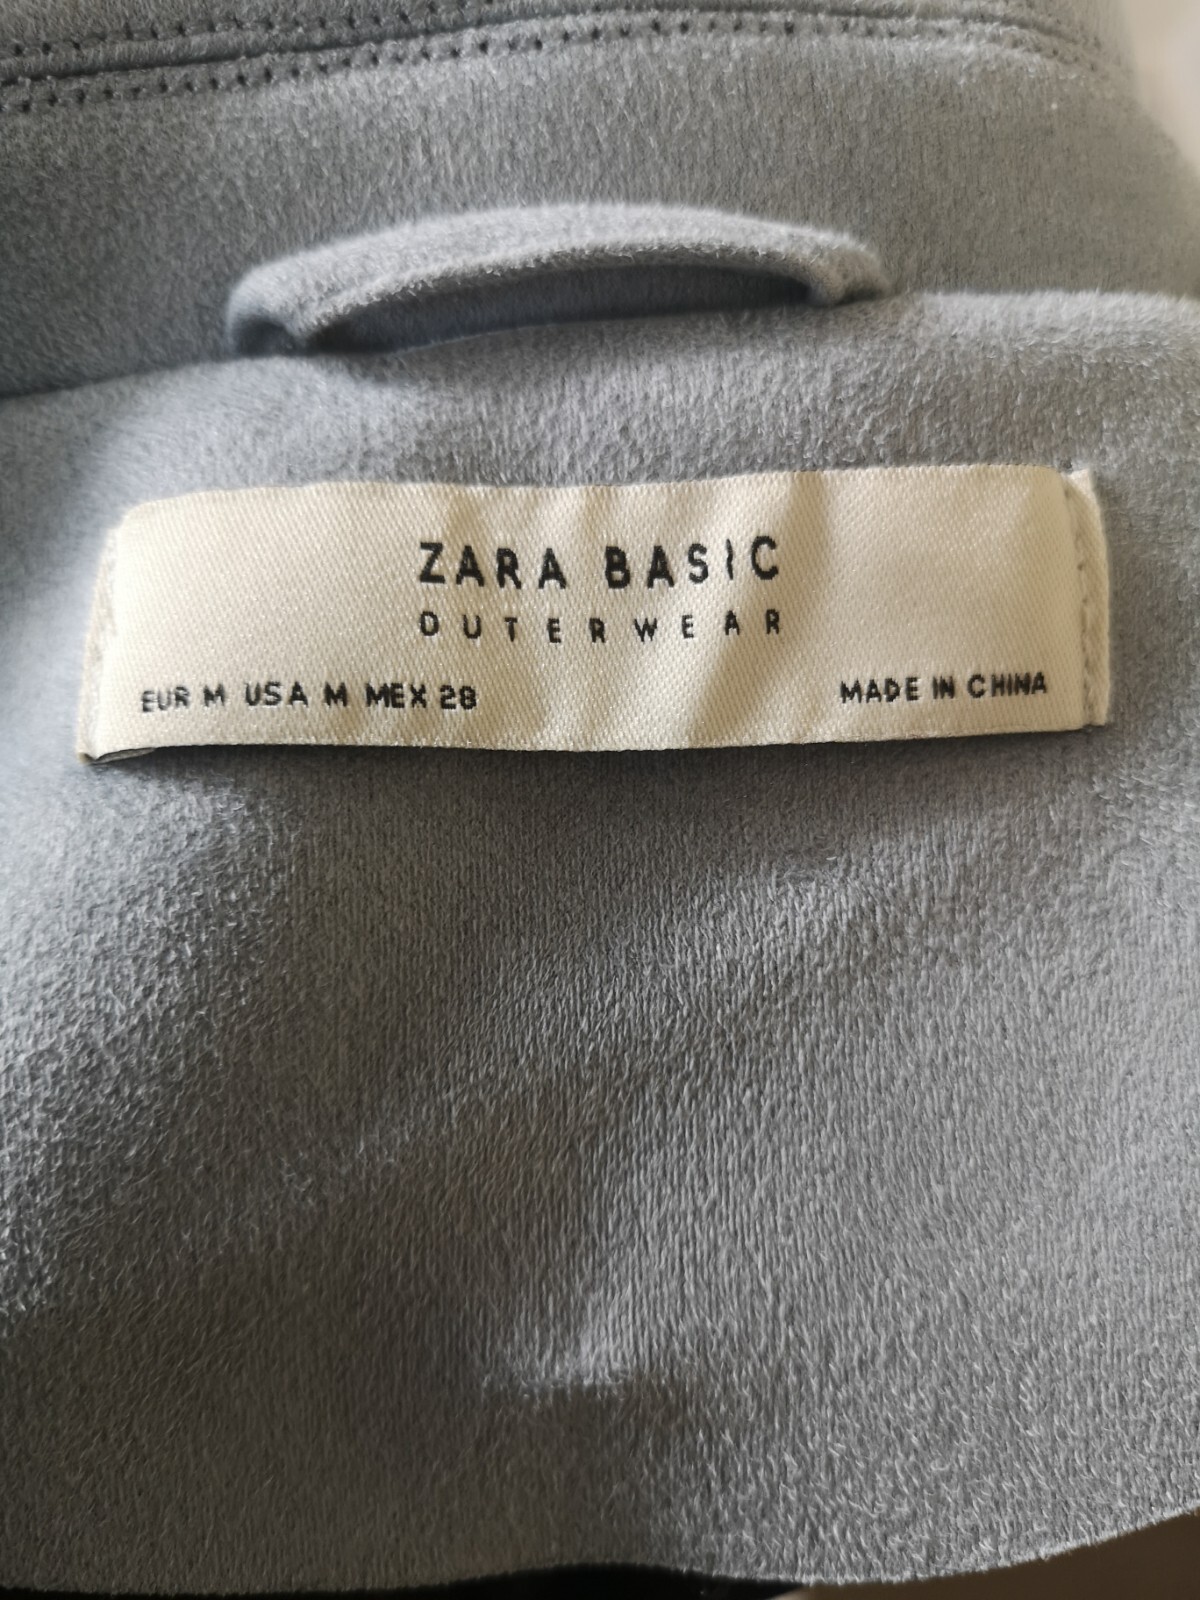 ZARA BASIC
OUTERWEAR
EUR M USA M MEX 28
MADE IN CHINA